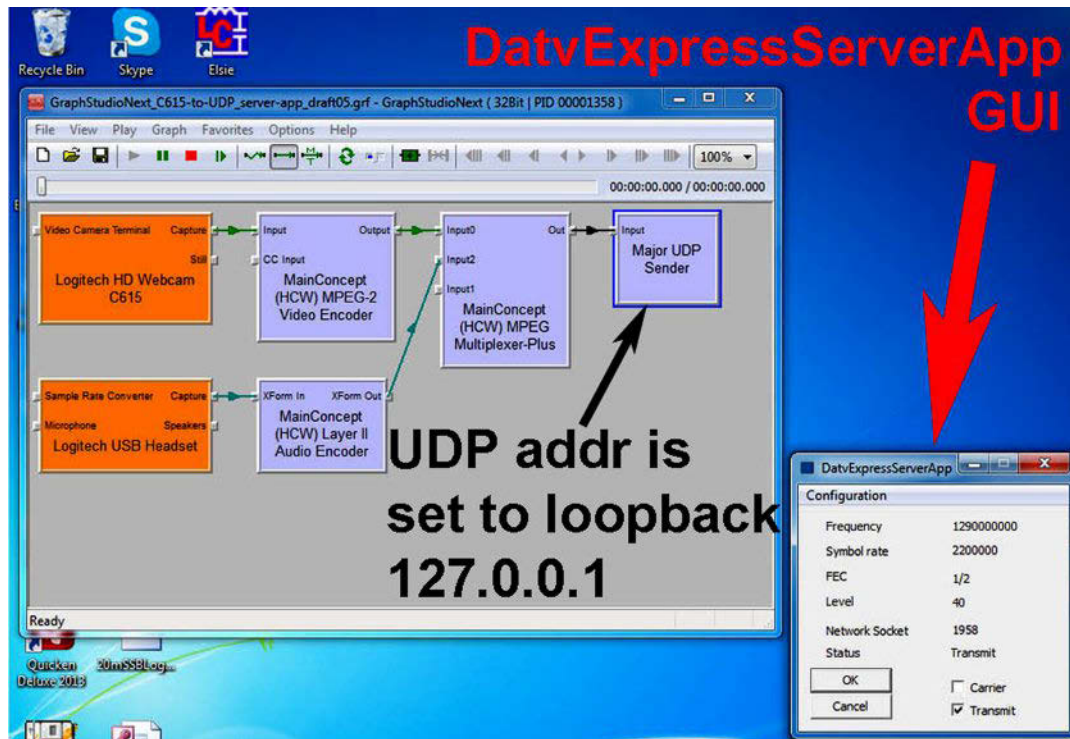 Recycle Bin
Skype
Elsie
DatvExpressServerApp
GUI
GraphStudioNext_C615-to-UDP_server-app_draft05.grf - GraphStudioNext ( 32Bit | PID 00001358 )
File View Play Graph Favorites Options Help
100%
00:00:00.000 / 00:00:00.000
Video Camera Terminal Capture
Still
Logitech HD Webcam
C615
Input Output
CC Input
MainConcept
(HCW) MPEG-2
Video Encoder
Input0 Out
Input2
Input1
MainConcept
(HCW) MPEG
Multiplexer-Plus
Input
Major UDP
Sender
Sample Rate Converter Capture
Microphone Speakers
Logitech USB Headset
XForm In XForm Out
MainConcept
(HCW) Layer II
Audio Encoder
UDP addr is
set to loopback
127.0.0.1
Ready
Quicken
Deluxe 2013
20mSSBLog...
DatvExpressServerApp
Configuration
Frequency 1290000000
Symbol rate 2200000
FEC 1/2
Level 40
Network Socket 1958
Status Transmit
OK
Carrier
Cancel
Transmit